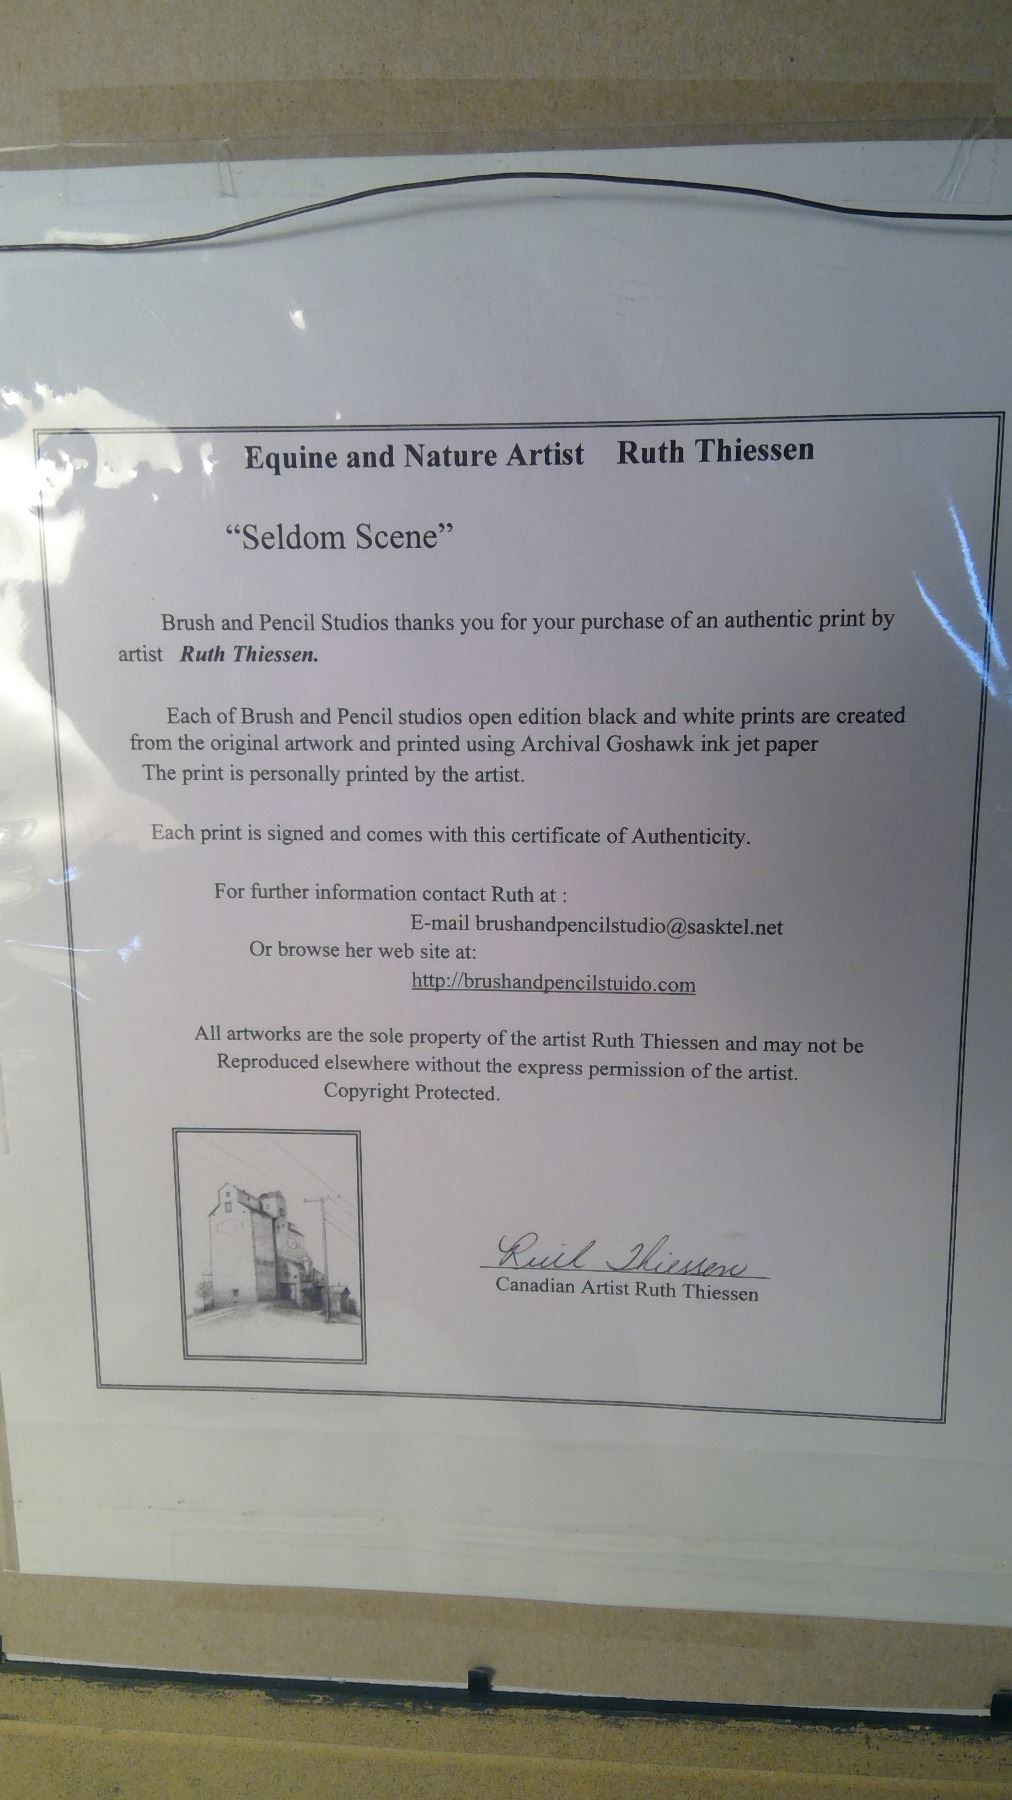 Equine and Nature Artist Ruth Thiessen
“Seldom Scene”
Brush and Pencil Studios thanks you for your purchase of an authentic print by
artist Ruth Thiessen.
Each of Brush and Pencil studios open edition black and white prints are created
from the original artwork and printed using Archival Goshawk ink jet paper
The print is personally printed by the artist.
Each print is signed and comes with this certificate of Authenticity.
For further information contact Ruth at :
E-mail brushandpencilstudio@sasktel.net
Or browse her web site at:
http://brushandpencilstuido.com
All artworks are the sole property of the artist Ruth Thiessen and may not be
Reproduced elsewhere without the express permission of the artist.
Copyright Protected.
Ruth Thiessen
Canadian Artist Ruth Thiessen